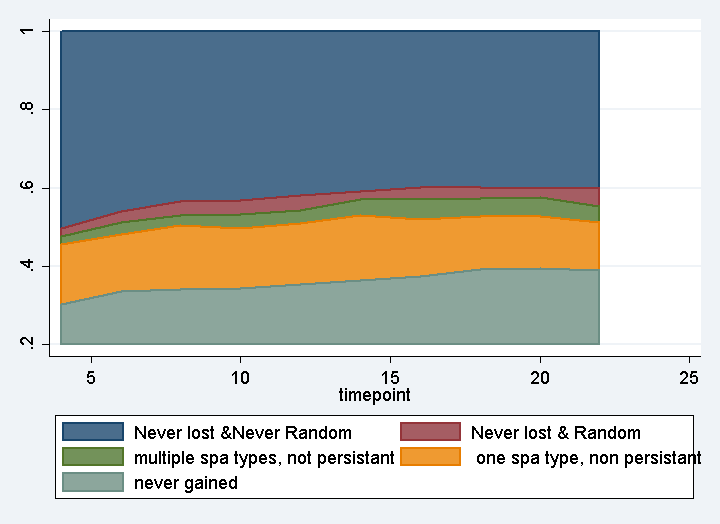 1
.8
.6
.4
.2
5 10 15 20 25
timepoint
Never lost &Never Random Never lost & Random
multiple spa types, not persistant one spa type, non persistant
never gained